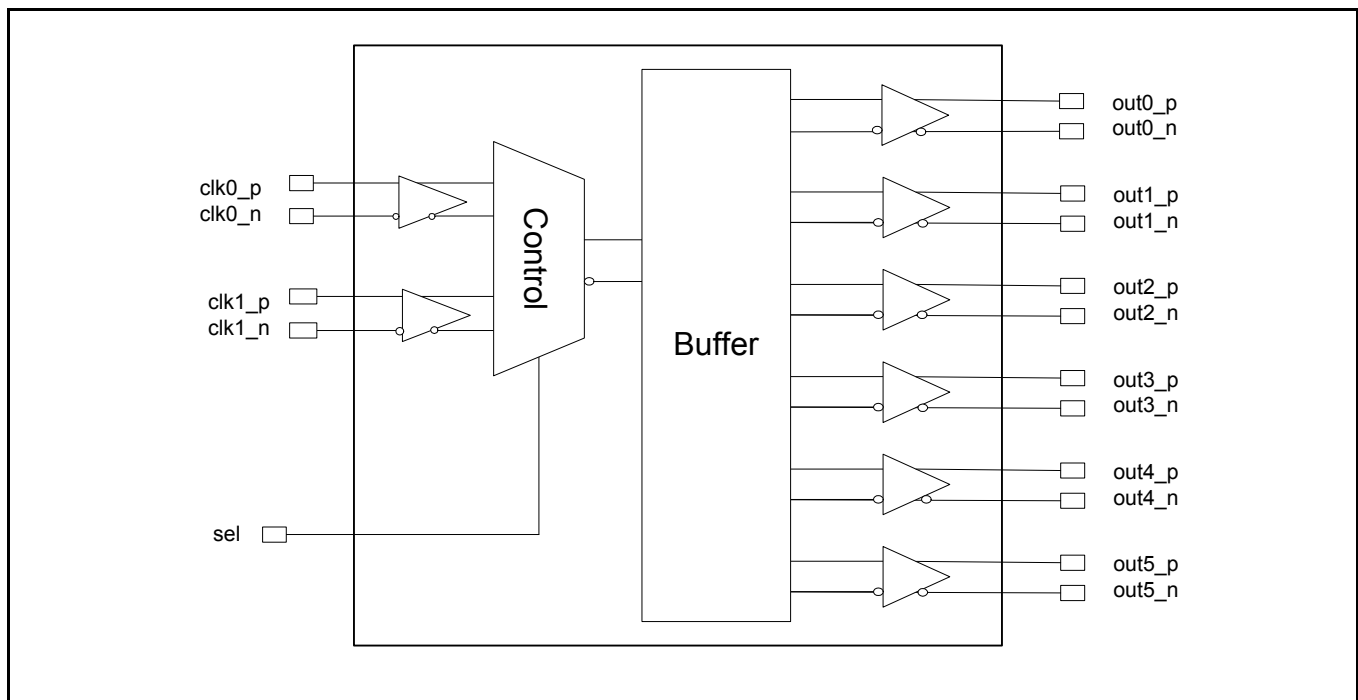 clk0_p
clk0_n
clk1_p
clk1_n
sel
Control
Buffer
out0_p
out0_n
out1_p
out1_n
out2_p
out2_n
out3_p
out3_n
out4_p
out4_n
out5_p
out5_n